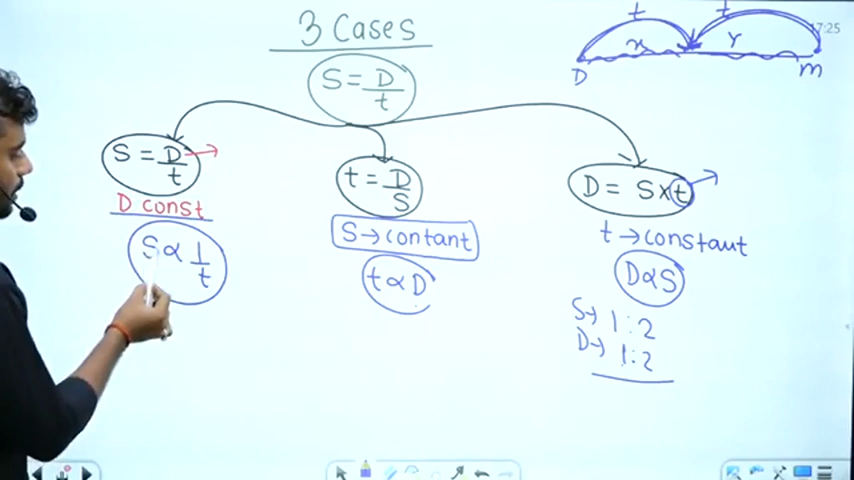 3 Cases
S = D/t
t t
x Y
D m
17:25
S = D/t
D const
S ∝ 1/t
t = D/S
S → contant
t ∝ D
D = S × t
t → constant
D ∝ S
S → 1 : 2
D → 1 : 2